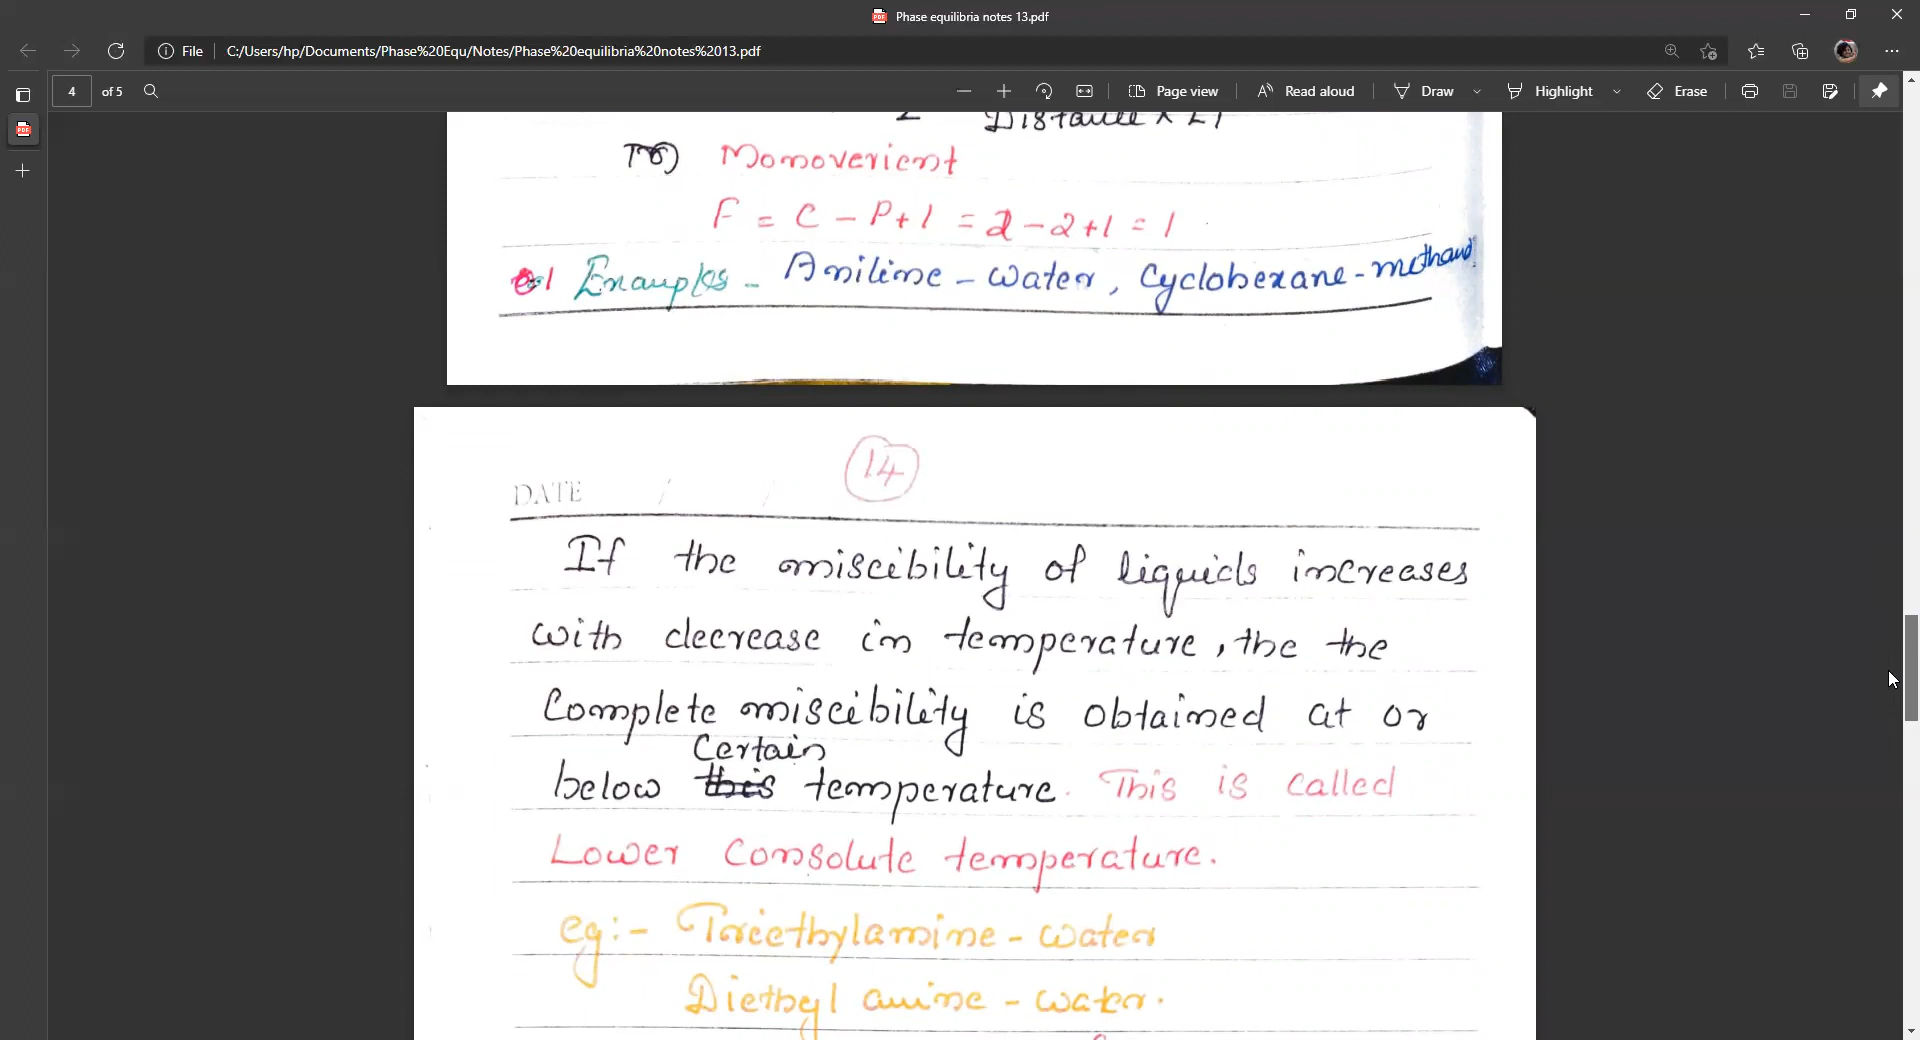 Phase equilibria notes 13.pdf
File C:/Users/hp/Documents/Phase%20Equ/Notes/Phase%20equilibria%20notes%2013.pdf
4 of 5 Page view Read aloud Draw Highlight Erase
Distance x L1
Monoverient
F = C - P+1 = 2-2+1 = 1
Examples - Aniline - water, Cyclohexane-methanol
14
DATE / /
If the miscibility of liquids increases
with decrease in temperature, the the
Complete miscibility is obtained at or
Certain
below this temperature. This is called
Lower Consolute temperature.
eg:- Triethylamine - water
Diethyl amine - water.